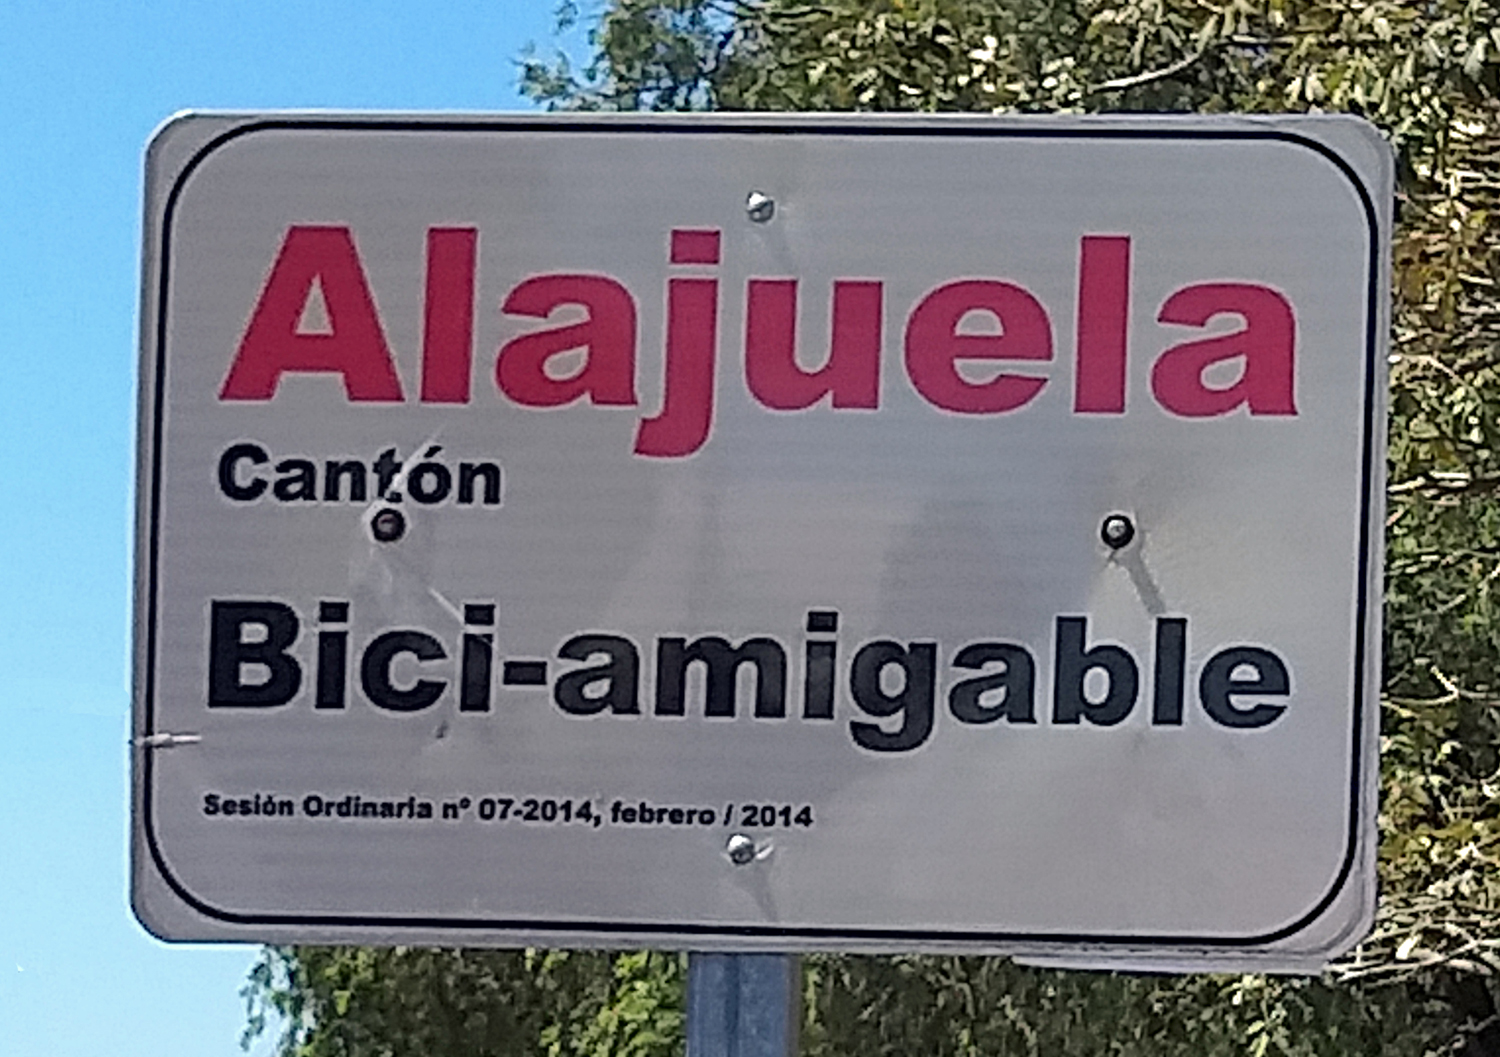 Alajuela
Cantón
Bici-amigable
Sesión Ordinaria nº 07-2014, febrero / 2014